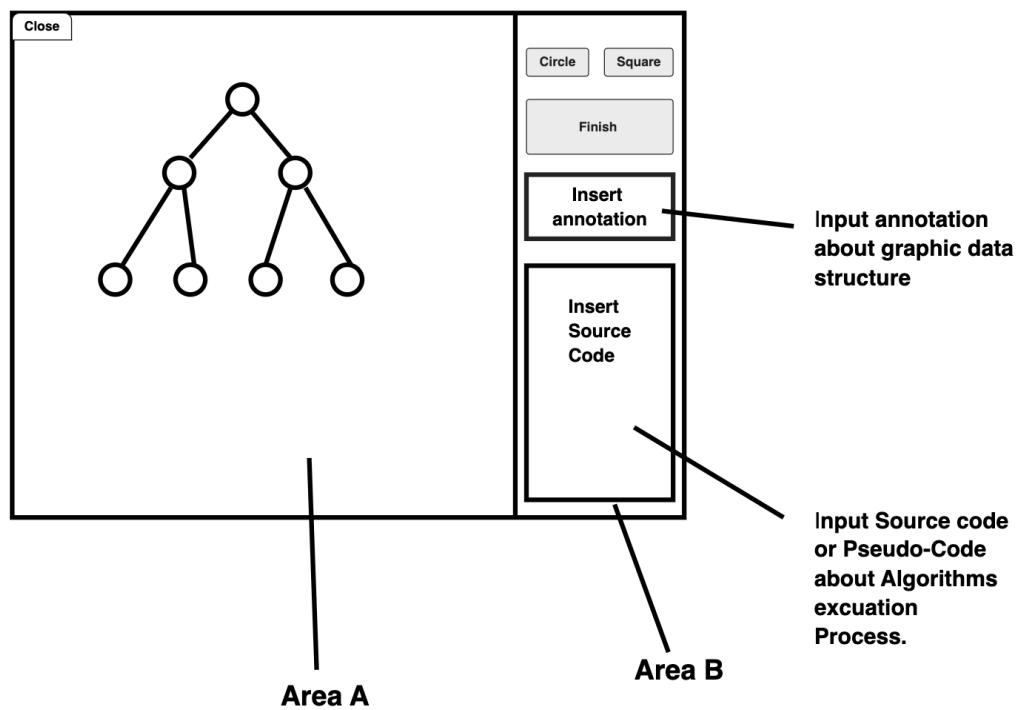 Close
Circle
Square
Finish
Insert
annotation
Input annotation
about graphic data
structure
Insert
Source
Code
Input Source code
or Pseudo-Code
about Algorithms
excuation
Process.
Area A
Area B